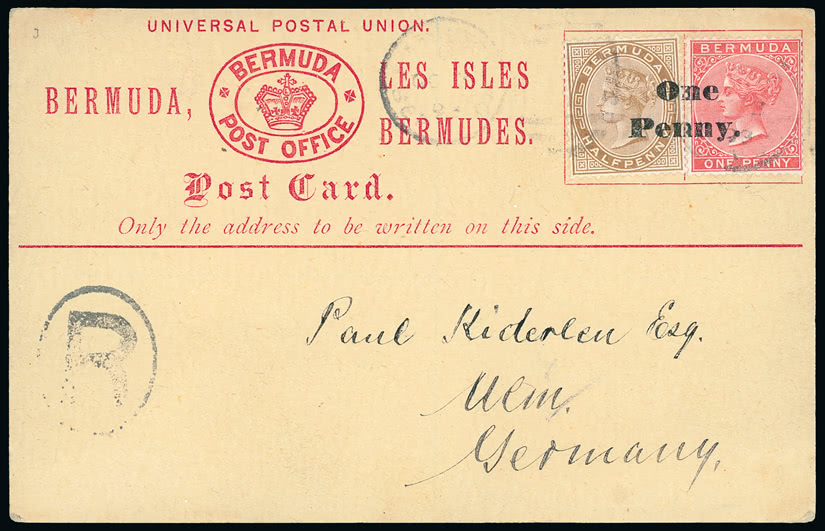 UNIVERSAL POSTAL UNION.
BERMUDA,
BERMUDA
POST OFFICE
LES ISLES
BERMUDES.
BERMUDA
HALFPENNY
BERMUDA
ONE PENNY
One
Penny.
Post Card.
Only the address to be written on this side.
R
Paul Kiderlen Esq.
Ulm.
Germany.